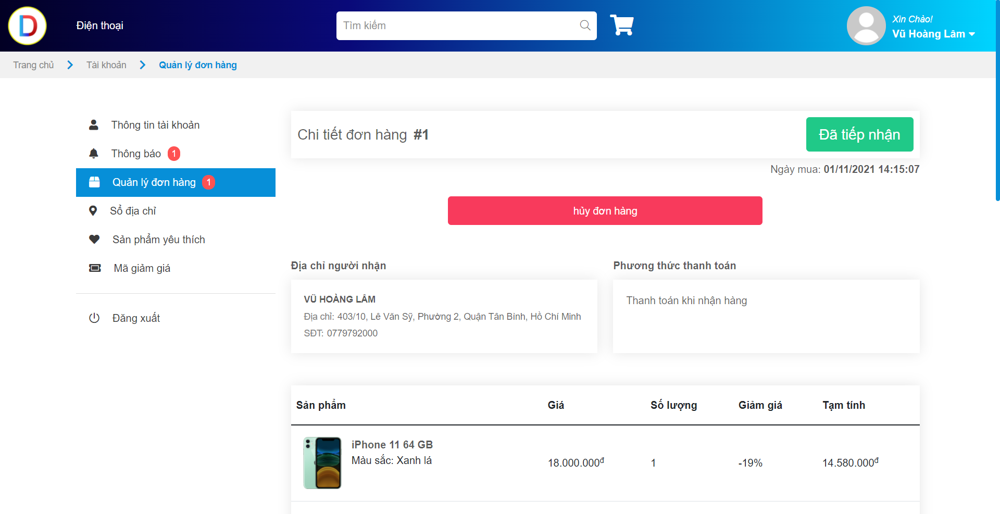 D
Điện thoại
Tìm kiếm
Xin Chào!
Vũ Hoàng Lâm
Trang chủ
Tài khoản
Quản lý đơn hàng
Thông tin tài khoản
Thông báo 1
Quản lý đơn hàng 1
Sổ địa chỉ
Sản phẩm yêu thích
Mã giảm giá
Đăng xuất
Chi tiết đơn hàng #1
Đã tiếp nhận
Ngày mua: 01/11/2021 14:15:07
hủy đơn hàng
Địa chỉ người nhận
VŨ HOÀNG LÂM
Địa chỉ: 403/10, Lê Văn Sỹ, Phường 2, Quận Tân Bình, Hồ Chí Minh
SĐT: 0779792000
Phương thức thanh toán
Thanh toán khi nhận hàng
Sản phẩm Giá Số lượng Giảm giá Tạm tính
iPhone 11 64 GB
Màu sắc: Xanh lá
18.000.000đ 1 -19% 14.580.000đ